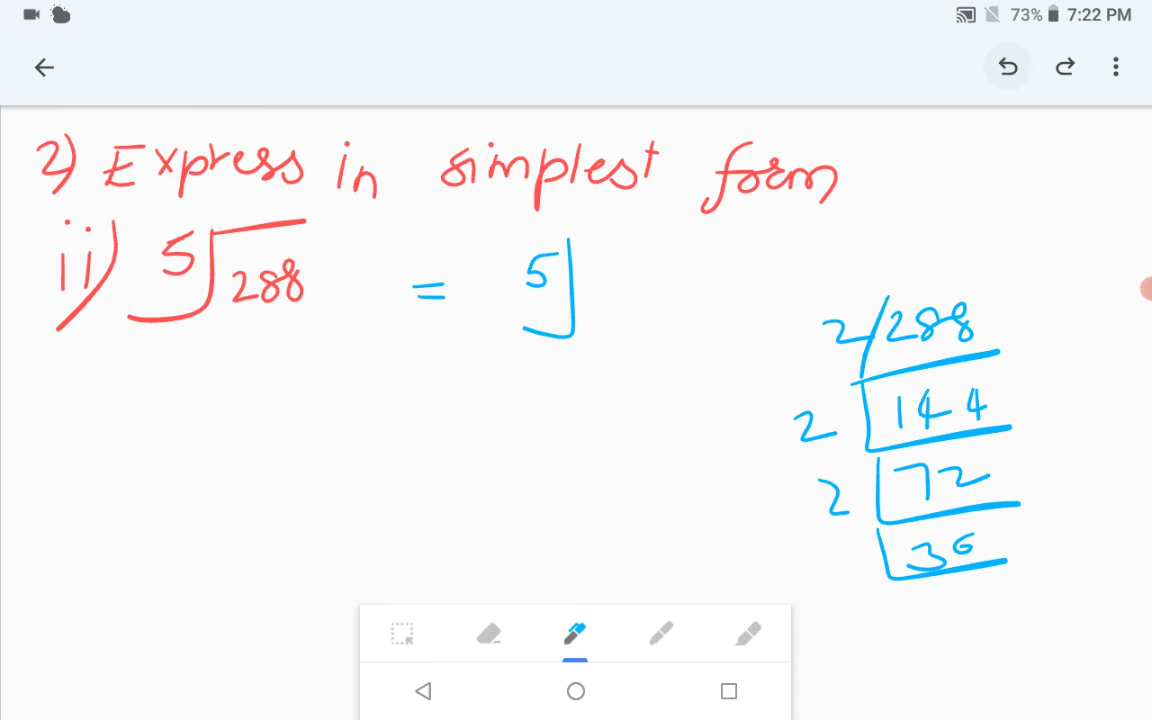 73% 7:22 PM
2) Express in simplest form
ii) 5√288 = 5√
2 288
2 144
2 72
36